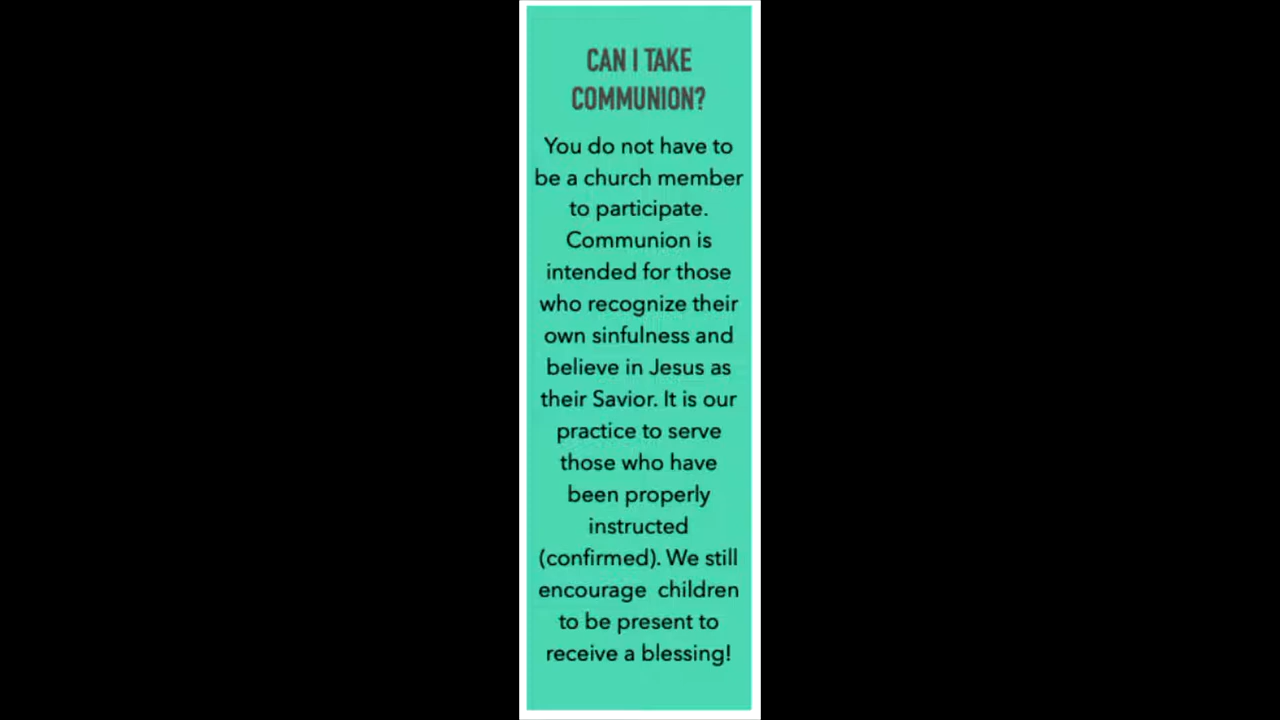 CAN I TAKE
COMMUNION?
You do not have to
be a church member
to participate.
Communion is
intended for those
who recognize their
own sinfulness and
believe in Jesus as
their Savior. It is our
practice to serve
those who have
been properly
instructed
(confirmed). We still
encourage  children
to be present to
receive a blessing!